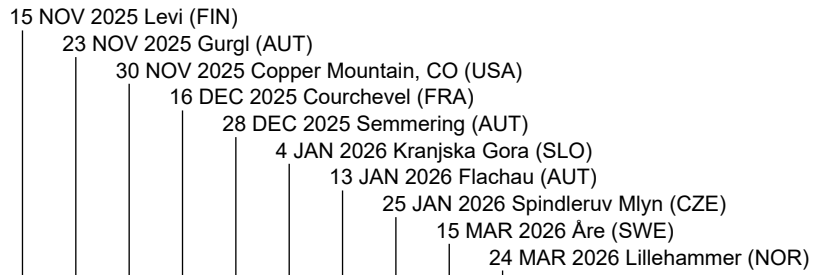 15 NOV 2025 Levi (FIN)
23 NOV 2025 Gurgl (AUT)
30 NOV 2025 Copper Mountain, CO (USA)
16 DEC 2025 Courchevel (FRA)
28 DEC 2025 Semmering (AUT)
4 JAN 2026 Kranjska Gora (SLO)
13 JAN 2026 Flachau (AUT)
25 JAN 2026 Spindleruv Mlyn (CZE)
15 MAR 2026 Åre (SWE)
24 MAR 2026 Lillehammer (NOR)